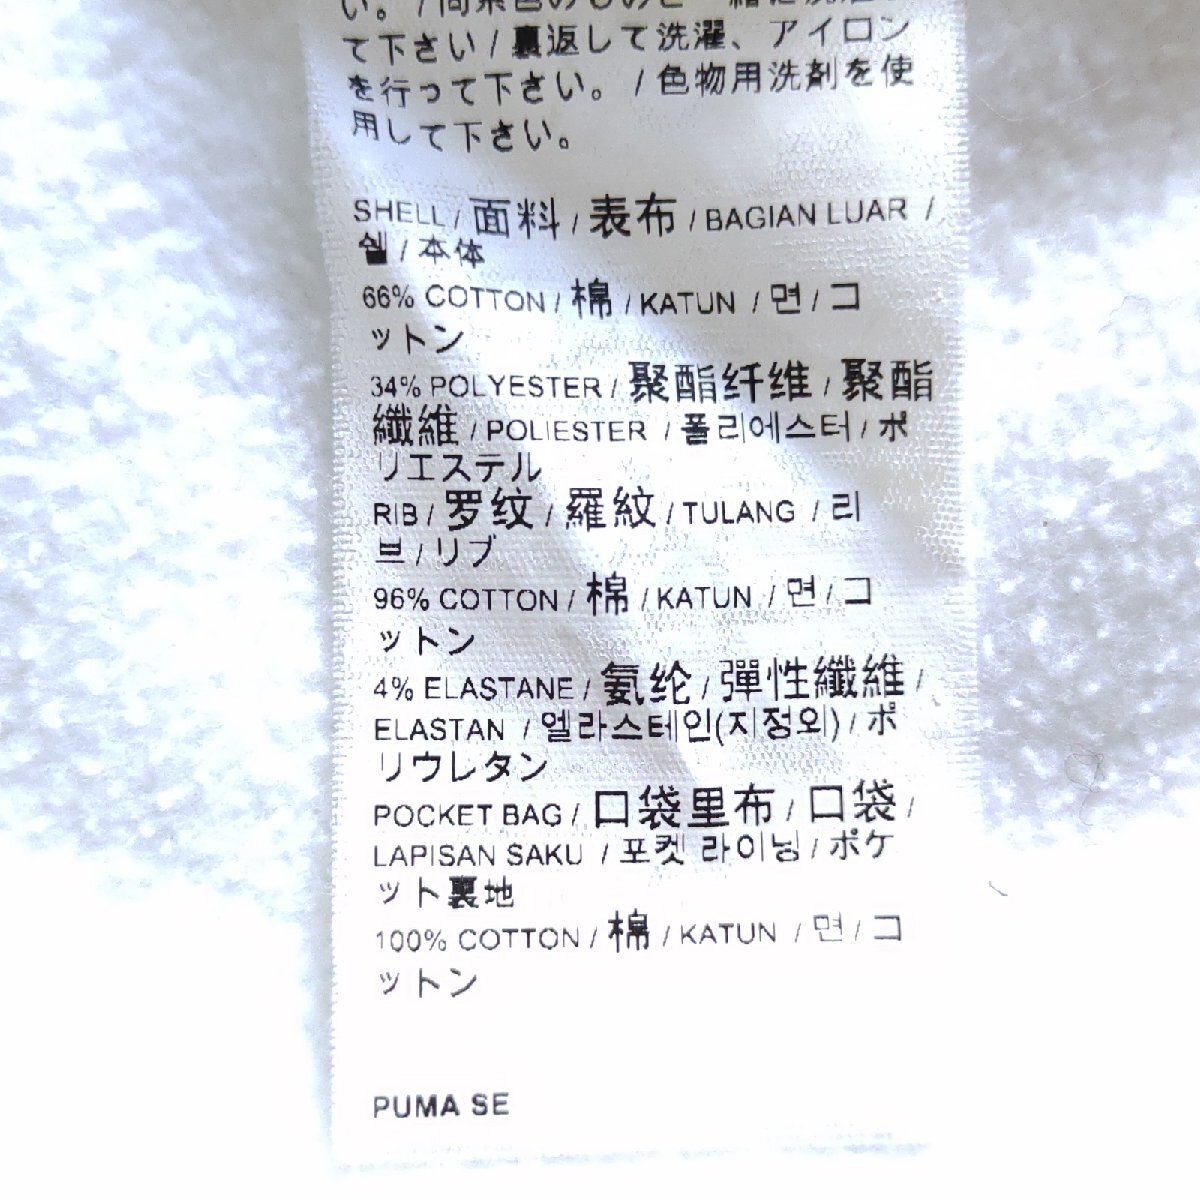 て下さい / 裏返して洗濯、アイロン
を行って下さい。 / 色物用洗剤を使
用して下さい。
SHELL / 面料 / 表布 / BAGIAN LUAR /
쉘 / 本体
66% COTTON / 棉 / KATUN / 면 / コ
ットン
34% POLYESTER / 聚酯纤维 / 聚酯
纖維 / POLIESTER / 폴리에스터 / ポ
リエステル
RIB / 罗纹 / 羅紋 / TULANG / 리
브 / リブ
96% COTTON / 棉 / KATUN / 면 / コ
ットン
4% ELASTANE / 氨纶 / 彈性纖維 /
ELASTAN / 엘라스테인(지정외) / ポ
リウレタン
POCKET BAG / 口袋里布 / 口袋 /
LAPISAN SAKU / 포켓 라이닝 / ポケ
ット裏地
100% COTTON / 棉 / KATUN / 면 / コ
ットン
PUMA SE